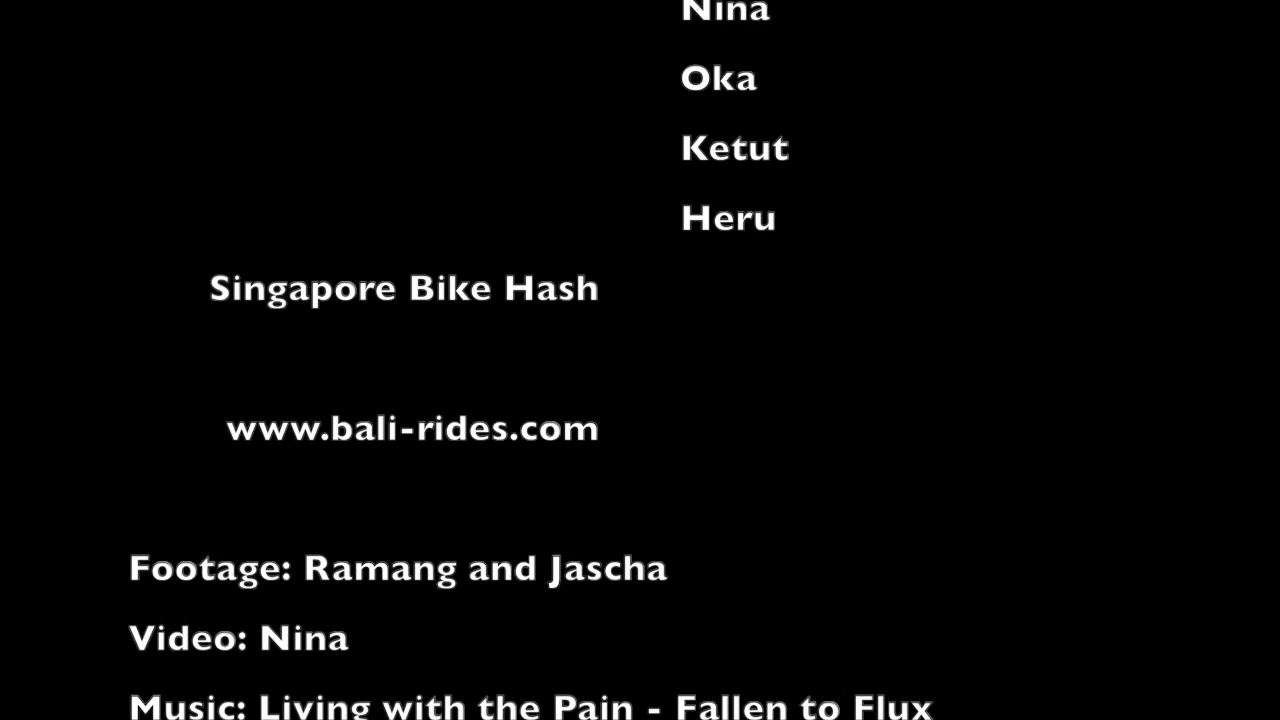 Nina
Oka
Ketut
Heru
Singapore Bike Hash
www.bali-rides.com
Footage: Ramang and Jascha
Video: Nina
Music: Living with the Pain - Fallen to Flux